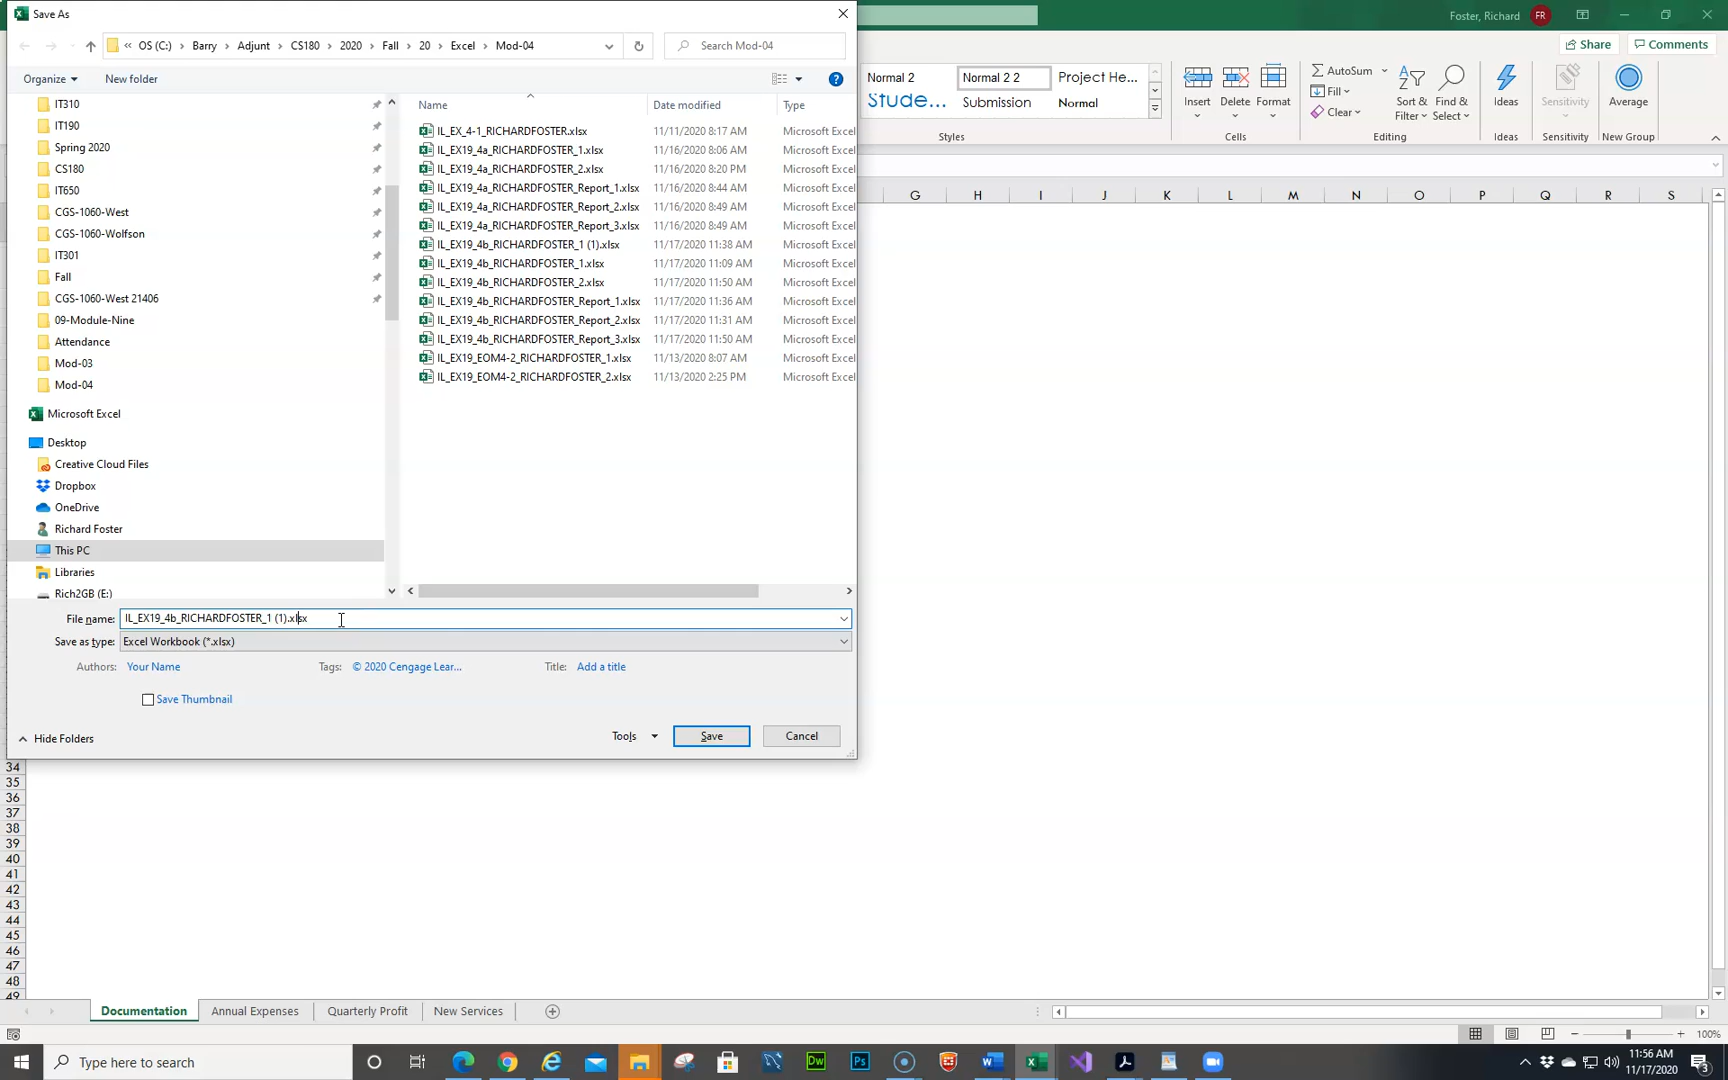 Save As
Foster, Richard FR
« OS (C:) › Barry › Adjunt › CS180 › 2020 › Fall › 20 › Excel › Mod-04
Search Mod-04
Share Comments
Organize New folder
Normal 2 Normal 2 2 Project He...
Stude... Submission Normal
Styles
Insert Delete Format
Cells
AutoSum
Fill
Clear
Sort & Filter
Find & Select
Editing
Ideas
Ideas
Sensitivity
Sensitivity
Average
New Group
IT310
IT190
Spring 2020
CS180
IT650
CGS-1060-West
CGS-1060-Wolfson
IT301
Fall
CGS-1060-West 21406
09-Module-Nine
Attendance
Mod-03
Mod-04
Microsoft Excel
Desktop
Creative Cloud Files
Dropbox
OneDrive
Richard Foster
This PC
Libraries
Rich2GB (E:)
Name Date modified Type
IL_EX_4-1_RICHARDFOSTER.xlsx 11/11/2020 8:17 AM Microsoft Excel
IL_EX19_4a_RICHARDFOSTER_1.xlsx 11/16/2020 8:06 AM Microsoft Excel
IL_EX19_4a_RICHARDFOSTER_2.xlsx 11/16/2020 8:20 PM Microsoft Excel
IL_EX19_4a_RICHARDFOSTER_Report_1.xlsx 11/16/2020 8:44 AM Microsoft Excel
IL_EX19_4a_RICHARDFOSTER_Report_2.xlsx 11/16/2020 8:49 AM Microsoft Excel
IL_EX19_4a_RICHARDFOSTER_Report_3.xlsx 11/16/2020 8:49 AM Microsoft Excel
IL_EX19_4b_RICHARDFOSTER_1 (1).xlsx 11/17/2020 11:38 AM Microsoft Excel
IL_EX19_4b_RICHARDFOSTER_1.xlsx 11/17/2020 11:09 AM Microsoft Excel
IL_EX19_4b_RICHARDFOSTER_2.xlsx 11/17/2020 11:50 AM Microsoft Excel
IL_EX19_4b_RICHARDFOSTER_Report_1.xlsx 11/17/2020 11:36 AM Microsoft Excel
IL_EX19_4b_RICHARDFOSTER_Report_2.xlsx 11/17/2020 11:31 AM Microsoft Excel
IL_EX19_4b_RICHARDFOSTER_Report_3.xlsx 11/17/2020 11:50 AM Microsoft Excel
IL_EX19_EOM4-2_RICHARDFOSTER_1.xlsx 11/13/2020 8:07 AM Microsoft Excel
IL_EX19_EOM4-2_RICHARDFOSTER_2.xlsx 11/13/2020 2:25 PM Microsoft Excel
G H I J K L M N O P Q R S
File name: IL_EX19_4b_RICHARDFOSTER_1 (1).xlsx
Save as type: Excel Workbook (*.xlsx)
Authors: Your Name Tags: © 2020 Cengage Lear... Title: Add a title
Save Thumbnail
Hide Folders Tools Save Cancel
34
35
36
37
38
39
40
41
42
43
44
45
46
47
48
49
Documentation Annual Expenses Quarterly Profit New Services
100%
Type here to search
Dw Ps
11:56 AM
11/17/2020
3